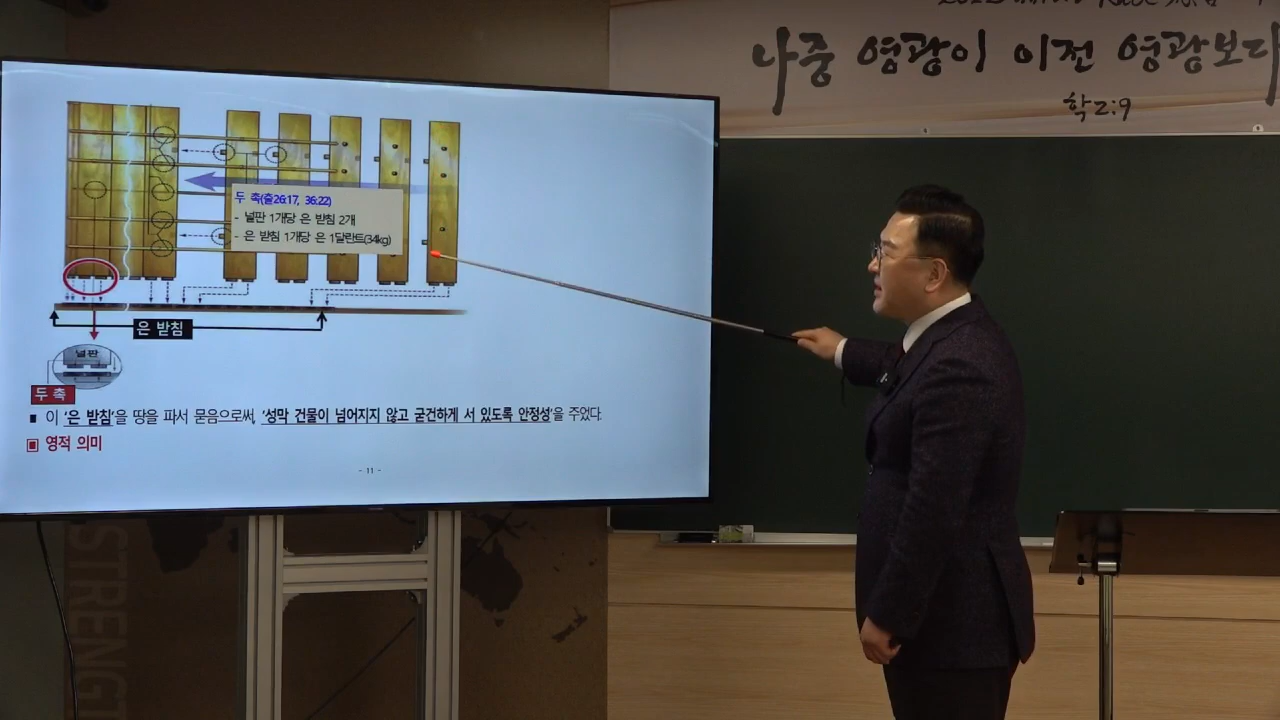 나중 영광이 이전 영광보다
학2:9
두 촉(출26:17, 36:22)
- 널판 1개당 은 받침 2개
- 은 받침 1개당 은 1달란트(34kg)
은 받침
널판
두 촉
■ 이 '은 받침'을 땅을 파서 묻음으로써, '성막 건물이 넘어지지 않고 굳건하게 서 있도록 안정성'을 주었다.
▣ 영적 의미
- 11 -
STRENGT